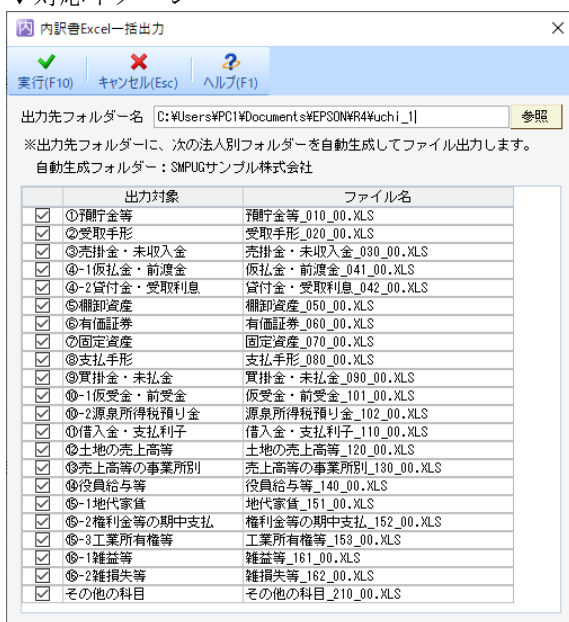 内訳書Excel一括出力
実行(F10) キャンセル(Esc) ヘルプ(F1)
出力先フォルダー名 C:¥Users¥PC1¥Documents¥EPSON¥R4¥uchi_1 参照
※出力先フォルダーに、次の法人別フォルダーを自動生成してファイル出力します。
自動生成フォルダー：SMPUGサンプル株式会社
出力対象 ファイル名
①預貯金等 預貯金等_010_00.XLS
②受取手形 受取手形_020_00.XLS
③売掛金・未収入金 売掛金・未収入金_030_00.XLS
④-1仮払金・前渡金 仮払金・前渡金_041_00.XLS
④-2貸付金・受取利息 貸付金・受取利息_042_00.XLS
⑤棚卸資産 棚卸資産_050_00.XLS
⑥有価証券 有価証券_060_00.XLS
⑦固定資産 固定資産_070_00.XLS
⑧支払手形 支払手形_080_00.XLS
⑨買掛金・未払金 買掛金・未払金_090_00.XLS
⑩-1仮受金・前受金 仮受金・前受金_101_00.XLS
⑩-2源泉所得税預り金 源泉所得税預り金_102_00.XLS
⑪借入金・支払利子 借入金・支払利子_110_00.XLS
⑫土地の売上高等 土地の売上高等_120_00.XLS
⑬売上高等の事業所別 売上高等の事業所別_130_00.XLS
⑭役員給与等 役員給与等_140_00.XLS
⑮-1地代家賃 地代家賃_151_00.XLS
⑮-2権利金等の期中支払 権利金等の期中支払_152_00.XLS
⑮-3工業所有権等 工業所有権等_153_00.XLS
⑯-1雑益等 雑益等_161_00.XLS
⑯-2雑損失等 雑損失等_162_00.XLS
その他の科目 その他の科目_210_00.XLS